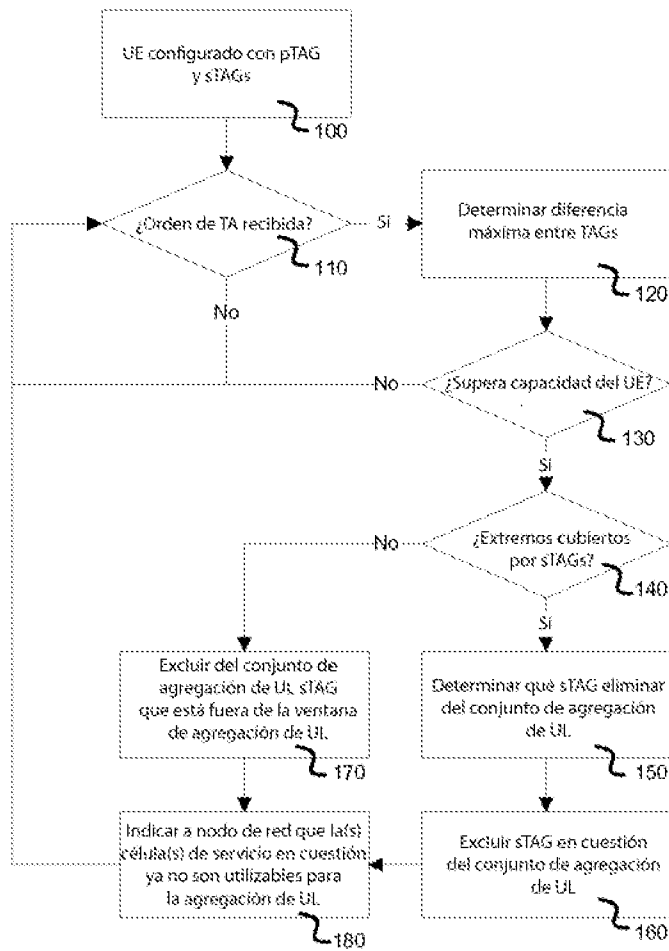 UE configurado con pTAG
y sTAGs
100
¿Orden de TA recibida?
110
Sí
No
Determinar diferencia
máxima entre TAGs
120
¿Supera capacidad del UE?
130
No
Sí
¿Extremos cubiertos
por sTAGs?
140
No
Sí
Excluir del conjunto de
agregación de UL sTAG
que está fuera de la ventana
de agregación de UL
170
Determinar qué sTAG eliminar
del conjunto de agregación
de UL
150
Indicar a nodo de red que la(s)
célula(s) de servicio en cuestión
ya no son utilizables para
la agregación de UL
180
Excluir sTAG en cuestión
del conjunto de agregación
de UL
160